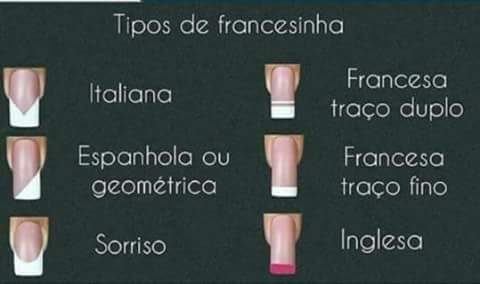 Tipos de francesinha
Italiana
Francesa
traço duplo
Espanhola ou
geométrica
Francesa
traço fino
Sorriso
Inglesa